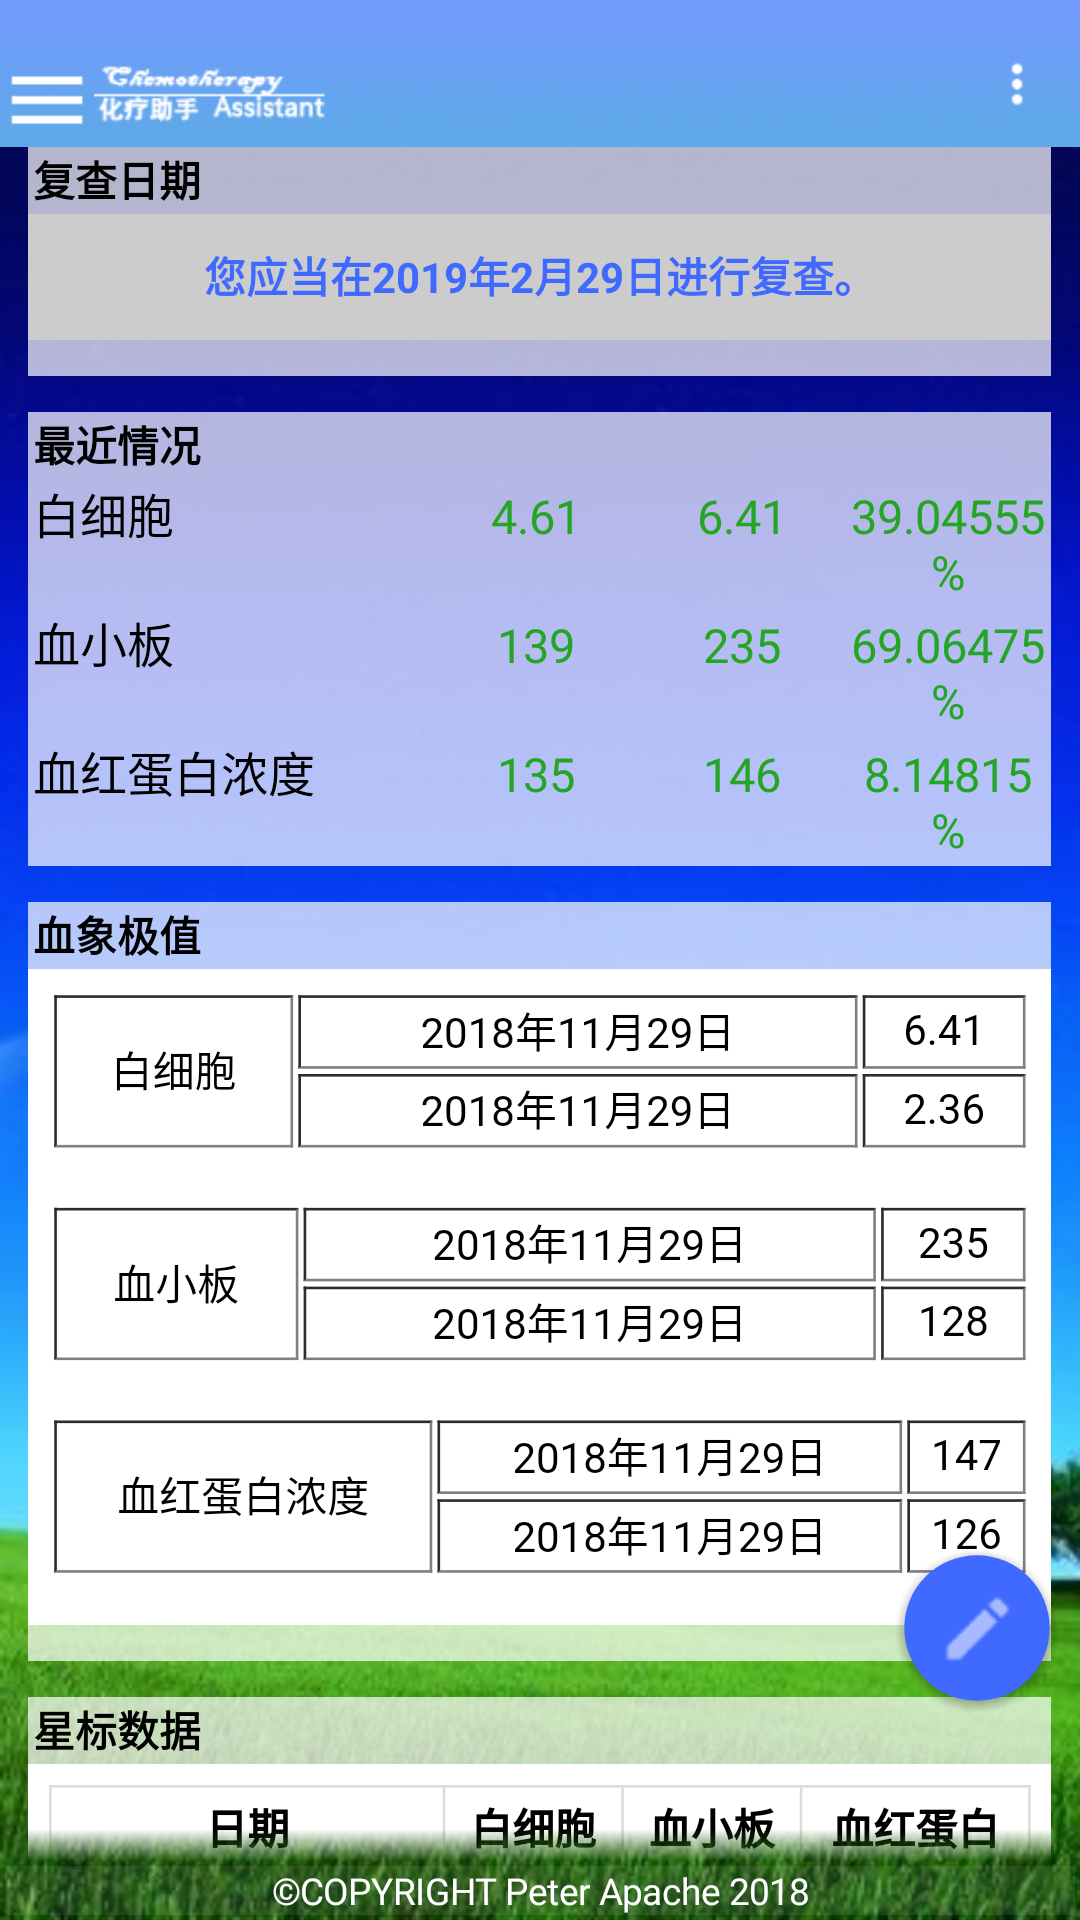 Chemotherapy
化疗助手 Assistant
复查日期
您应当在2019年2月29日进行复查。
最近情况
白细胞 4.61 6.41 39.04555
%
血小板 139 235 69.06475
%
血红蛋白浓度 135 146 8.14815
%
血象极值
白细胞 2018年11月29日 6.41
2018年11月29日 2.36
血小板 2018年11月29日 235
2018年11月29日 128
血红蛋白浓度 2018年11月29日 147
2018年11月29日 126
星标数据
日期 白细胞 血小板 血红蛋白
©COPYRIGHT Peter Apache 2018